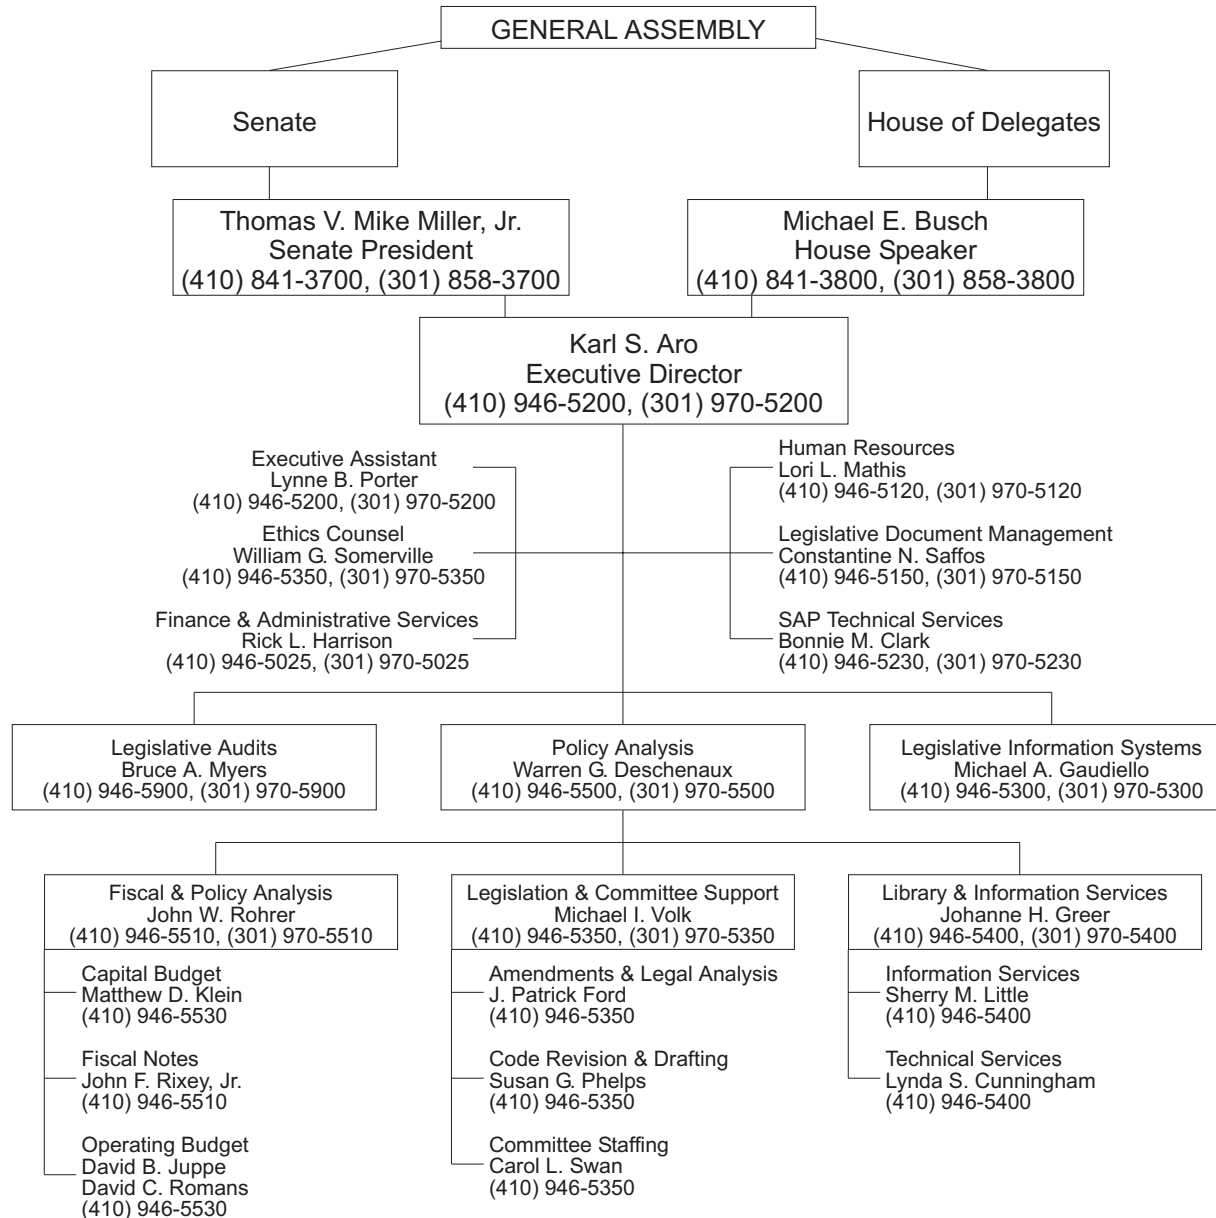 GENERAL ASSEMBLY
Senate
House of Delegates
Thomas V. Mike Miller, Jr.
Senate President
(410) 841-3700, (301) 858-3700
Michael E. Busch
House Speaker
(410) 841-3800, (301) 858-3800
Karl S. Aro
Executive Director
(410) 946-5200, (301) 970-5200
Executive Assistant
Lynne B. Porter
(410) 946-5200, (301) 970-5200
Ethics Counsel
William G. Somerville
(410) 946-5350, (301) 970-5350
Finance & Administrative Services
Rick L. Harrison
(410) 946-5025, (301) 970-5025
Human Resources
Lori L. Mathis
(410) 946-5120, (301) 970-5120
Legislative Document Management
Constantine N. Saffos
(410) 946-5150, (301) 970-5150
SAP Technical Services
Bonnie M. Clark
(410) 946-5230, (301) 970-5230
Legislative Audits
Bruce A. Myers
(410) 946-5900, (301) 970-5900
Policy Analysis
Warren G. Deschenaux
(410) 946-5500, (301) 970-5500
Legislative Information Systems
Michael A. Gaudiello
(410) 946-5300, (301) 970-5300
Fiscal & Policy Analysis
John W. Rohrer
(410) 946-5510, (301) 970-5510
Capital Budget
Matthew D. Klein
(410) 946-5530
Fiscal Notes
John F. Rixey, Jr.
(410) 946-5510
Operating Budget
David B. Juppe
David C. Romans
(410) 946-5530
Legislation & Committee Support
Michael I. Volk
(410) 946-5350, (301) 970-5350
Amendments & Legal Analysis
J. Patrick Ford
(410) 946-5350
Code Revision & Drafting
Susan G. Phelps
(410) 946-5350
Committee Staffing
Carol L. Swan
(410) 946-5350
Library & Information Services
Johanne H. Greer
(410) 946-5400, (301) 970-5400
Information Services
Sherry M. Little
(410) 946-5400
Technical Services
Lynda S. Cunningham
(410) 946-5400